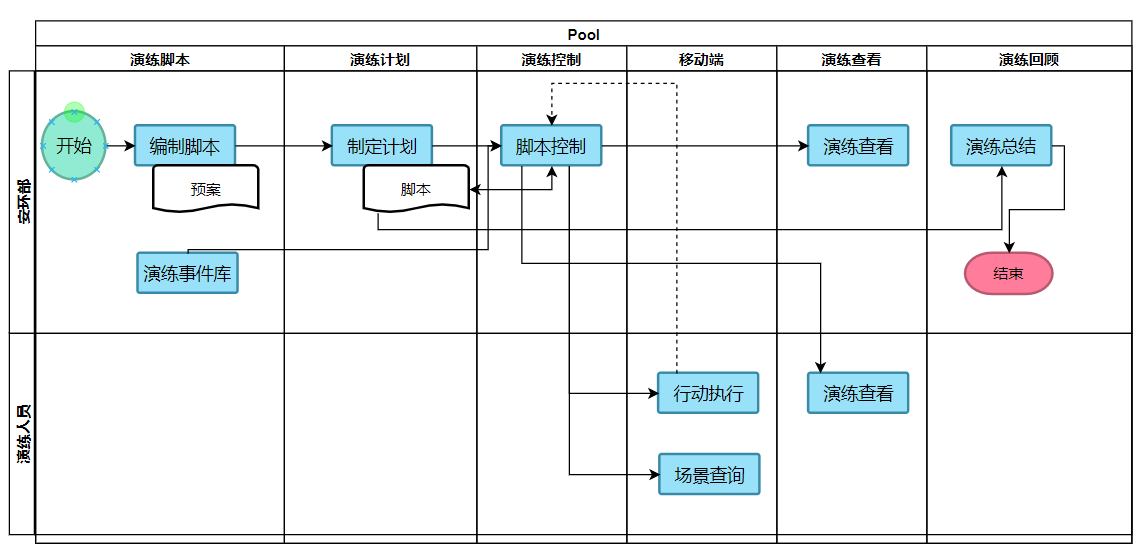 Pool
演练脚本
演练计划
演练控制
移动端
演练查看
演练回顾
安环部
开始
编制脚本
制定计划
脚本控制
演练查看
演练总结
预案
脚本
演练事件库
结束
演练人员
行动执行
演练查看
场景查询